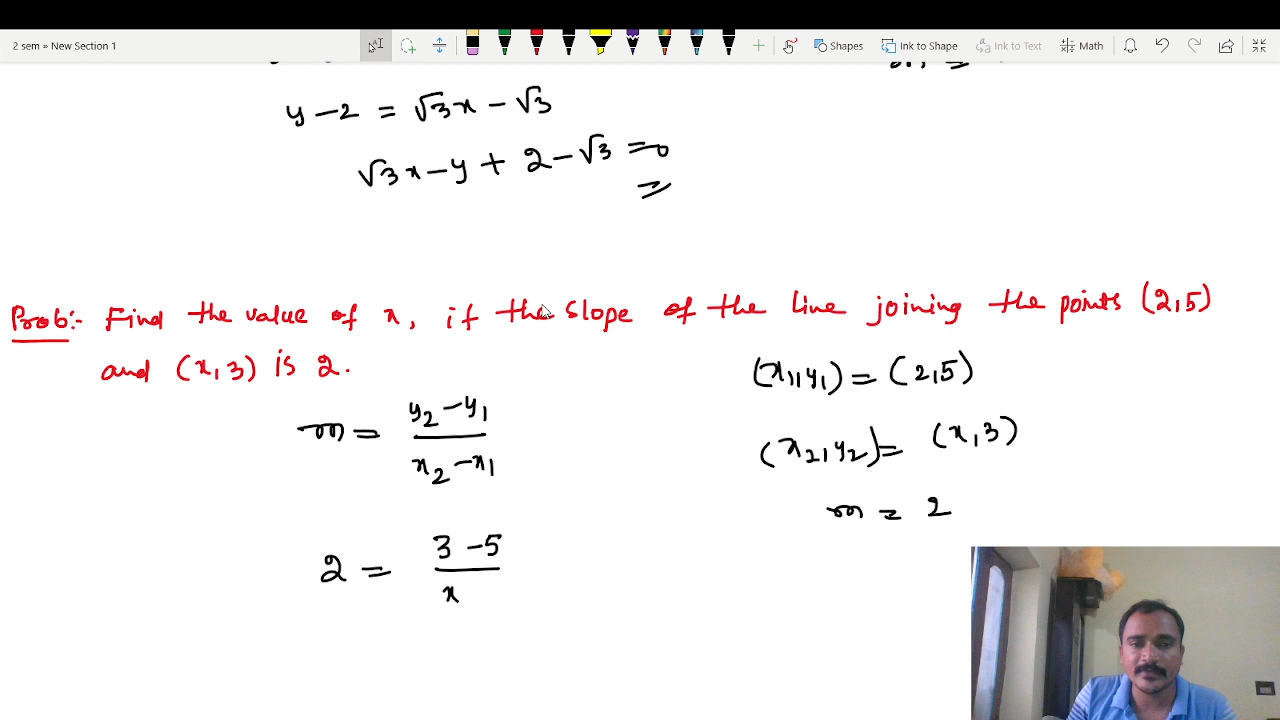 2 sem » New Section 1
Shapes Ink to Shape Ink to Text Math
y - 2 = √3x - √3
√3x - y + 2 - √3 = 0
Prob:- Find the value of x, if the slope of the line joining the points (2,5)
and (x,3) is 2.
(x₁,y₁) = (2,5)
m = y₂-y₁/x₂-x₁
(x₂,y₂) = (x,3)
m = 2
2 = 3-5/x